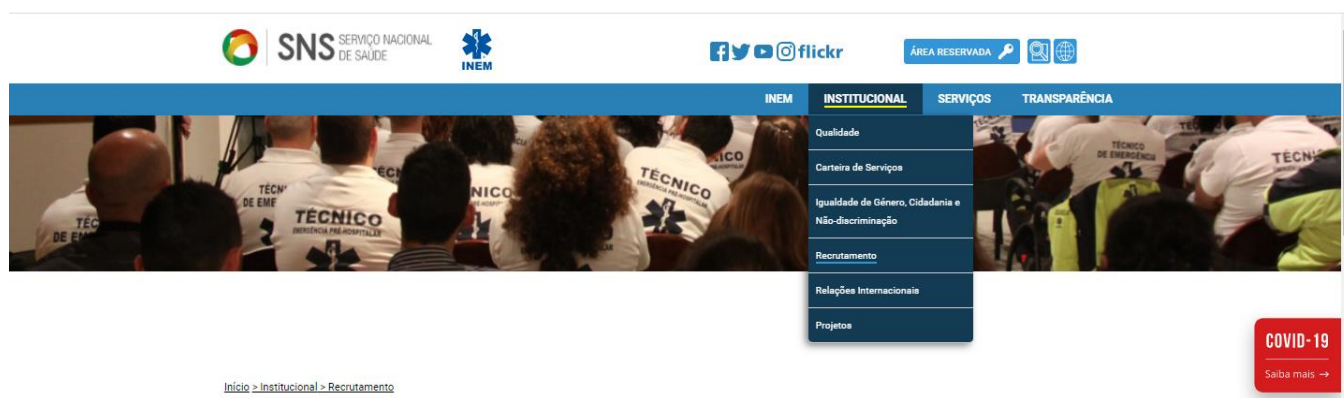 SNS SERVIÇO NACIONAL
DE SAÚDE
INEM
flickr
ÁREA RESERVADA
INEM INSTITUCIONAL SERVIÇOS TRANSPARÊNCIA
Qualidade
Carteira de Serviços
Igualdade de Género, Cidadania e
Não-discriminação
Recrutamento
Relações Internacionais
Projetos
TÉCNICO
EMERGÊNCIA PRÉ-HOSPITALAR
TÉCNICO
TÉCNICO
DE EMERGÊNCIA
COVID-19
Saiba mais →
Início > Institucional > Recrutamento